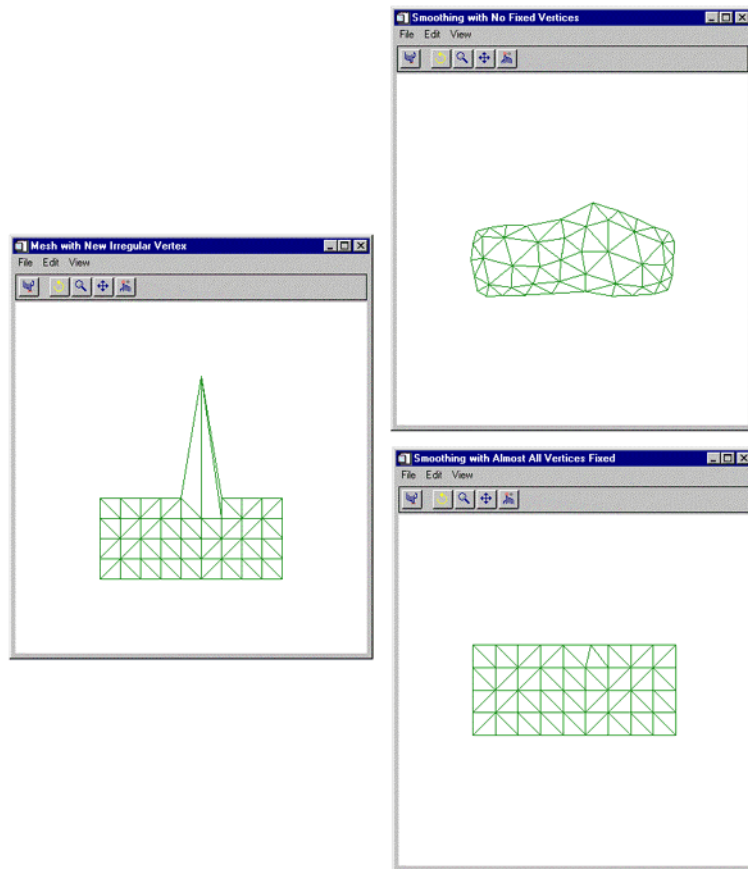 Smoothing with No Fixed Vertices
File Edit View
Mesh with New Irregular Vertex
File Edit View
Smoothing with Almost All Vertices Fixed
File Edit View